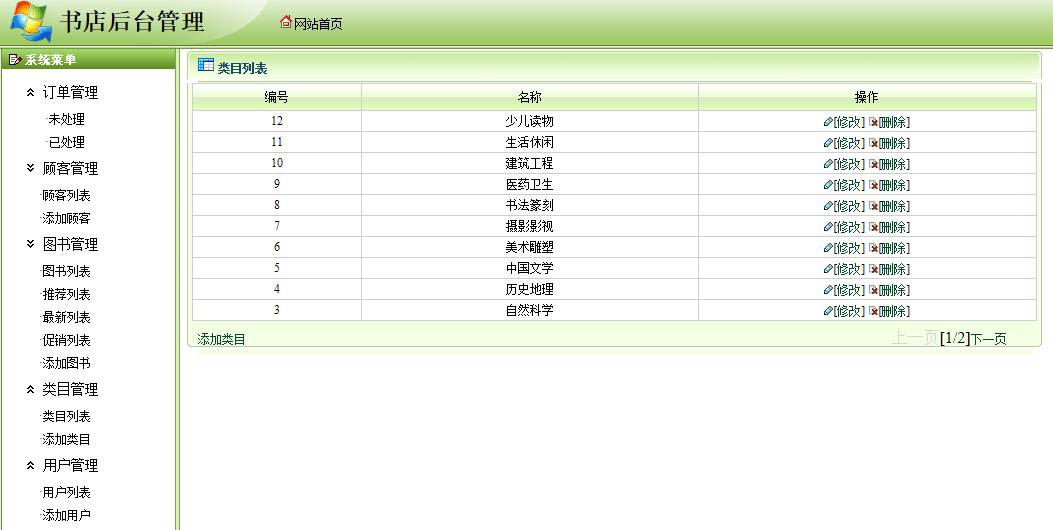 书店后台管理
网站首页
系统菜单
订单管理
·未处理
·已处理
顾客管理
·顾客列表
·添加顾客
图书管理
·图书列表
·推荐列表
·最新列表
·促销列表
·添加图书
类目管理
·类目列表
·添加类目
用户管理
·用户列表
·添加用户
类目列表
编号 名称 操作
12 少儿读物 [修改] [删除]
11 生活休闲 [修改] [删除]
10 建筑工程 [修改] [删除]
9 医药卫生 [修改] [删除]
8 书法篆刻 [修改] [删除]
7 摄影影视 [修改] [删除]
6 美术雕塑 [修改] [删除]
5 中国文学 [修改] [删除]
4 历史地理 [修改] [删除]
3 自然科学 [修改] [删除]
添加类目 上一页[1/2]下一页